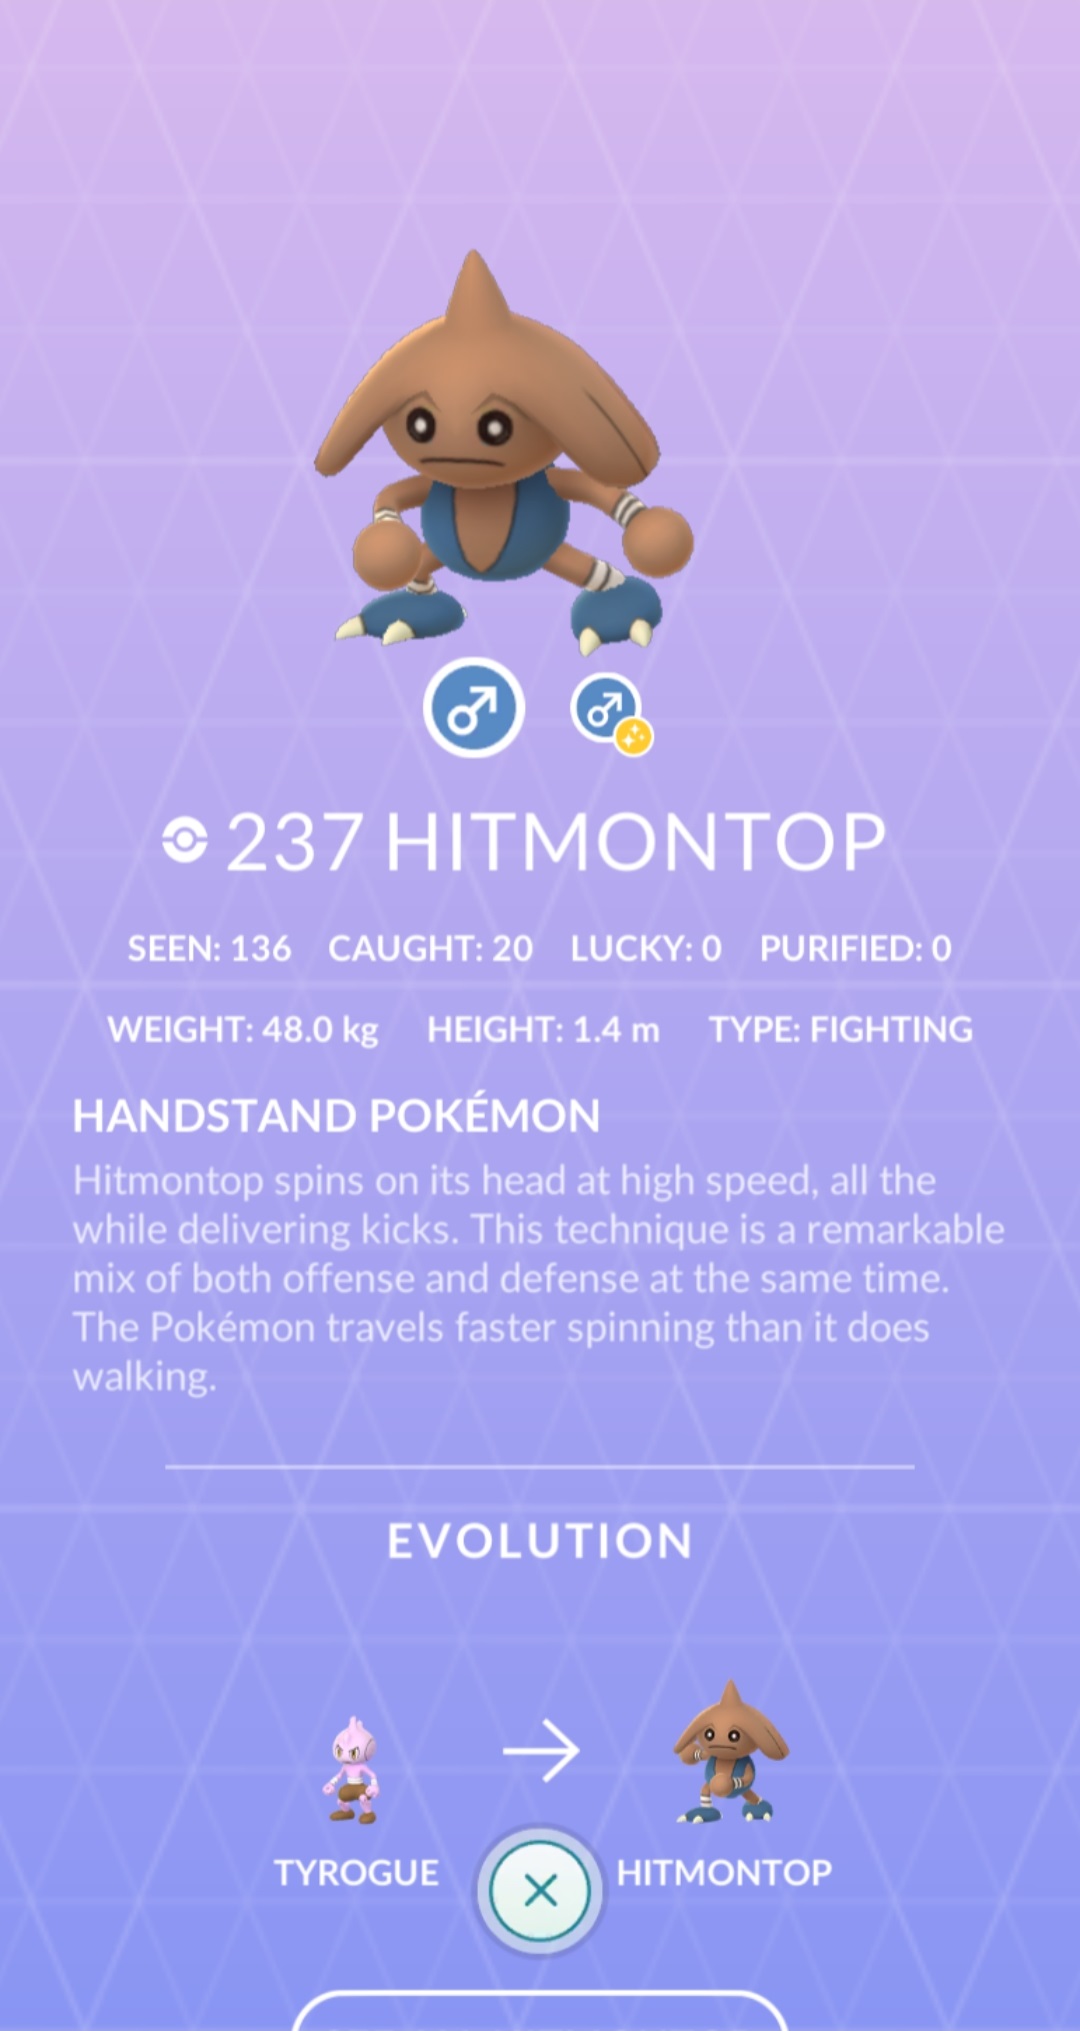 237 HITMONTOP
SEEN: 136 CAUGHT: 20 LUCKY: 0 PURIFIED: 0
WEIGHT: 48.0 kg HEIGHT: 1.4 m TYPE: FIGHTING
HANDSTAND POKÉMON
Hitmontop spins on its head at high speed, all the
while delivering kicks. This technique is a remarkable
mix of both offense and defense at the same time.
The Pokémon travels faster spinning than it does
walking.
EVOLUTION
TYROGUE HITMONTOP